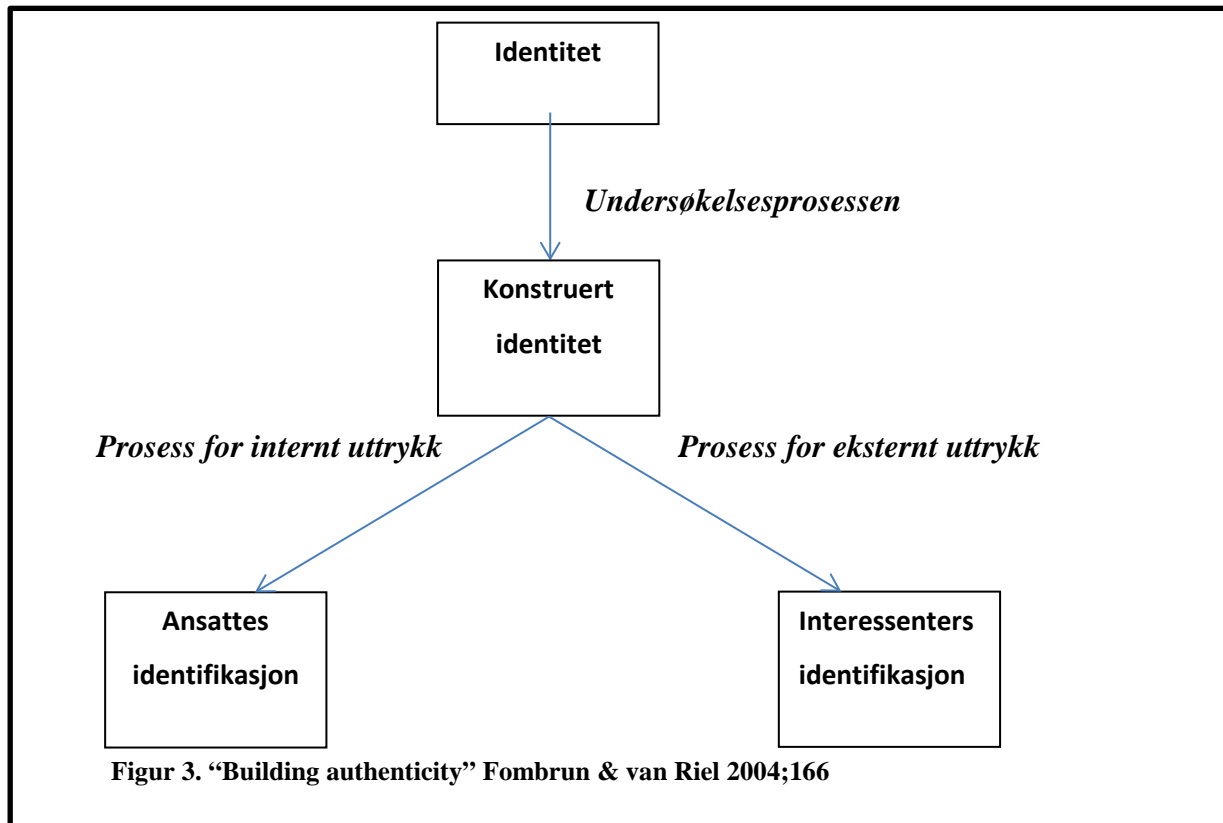 Identitet
Undersøkelsesprosessen
Konstruert
identitet
Prosess for internt uttrykk
Prosess for eksternt uttrykk
Ansattes
identifikasjon
Interessenters
identifikasjon
Figur 3. “Building authenticity” Fombrun & van Riel 2004;166